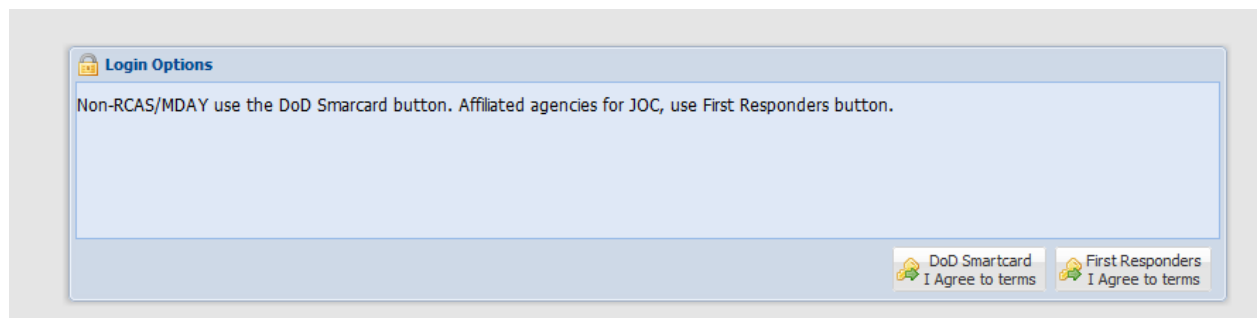 Login Options
Non-RCAS/MDAY use the DoD Smarcard button. Affiliated agencies for JOC, use First Responders button.
DoD Smartcard
I Agree to terms
First Responders
I Agree to terms